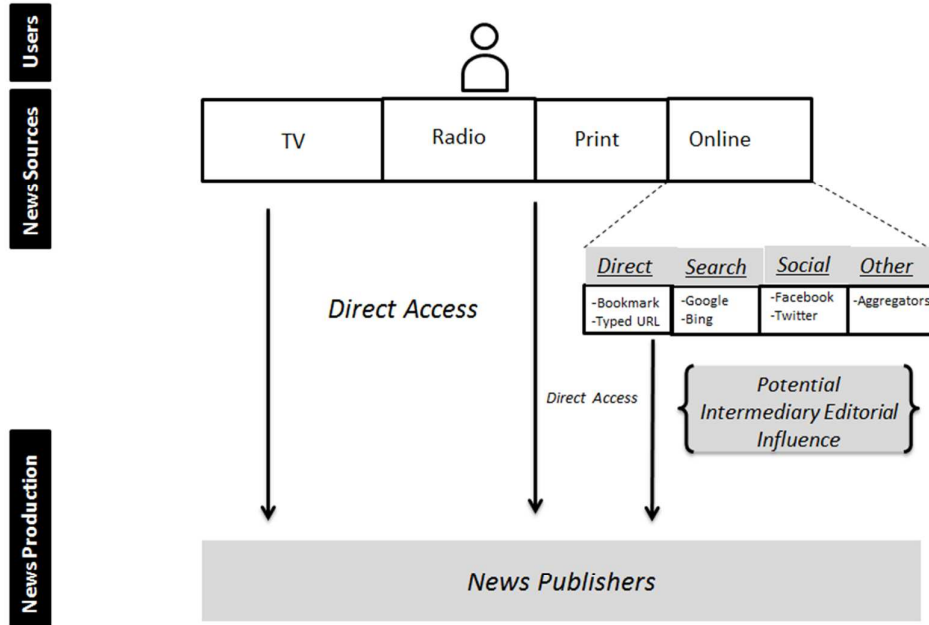 Users
News Sources
TV
Radio
Print
Online
Direct
Search
Social
Other
-Bookmark
-Typed URL
-Google
-Bing
-Facebook
-Twitter
-Aggregators
Direct Access
Direct Access
Potential
Intermediary Editorial
Influence
News Production
News Publishers